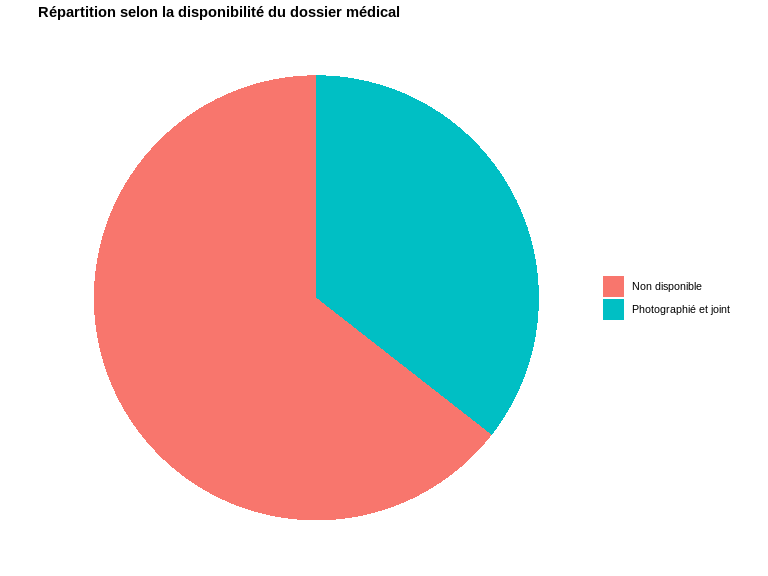 Répartition selon la disponibilité du dossier médical
Non disponible
Photographié et joint